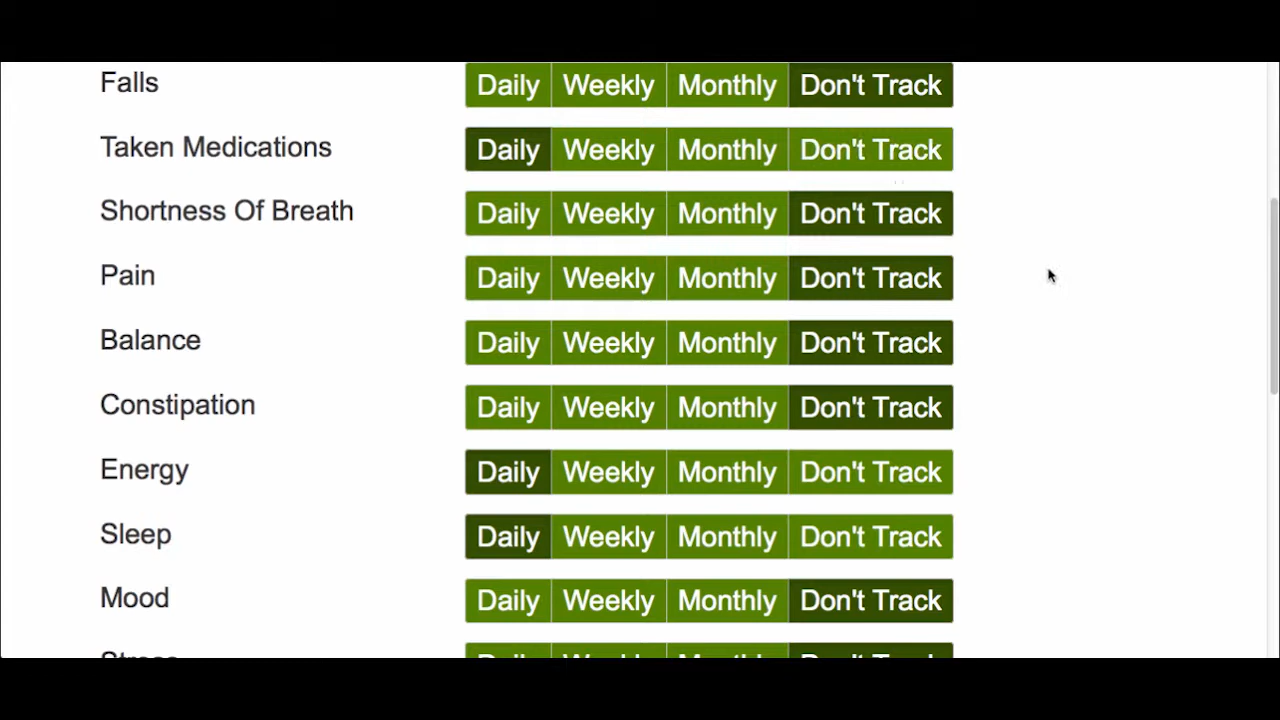 Falls Daily Weekly Monthly Don't Track
Taken Medications Daily Weekly Monthly Don't Track
Shortness Of Breath Daily Weekly Monthly Don't Track
Pain Daily Weekly Monthly Don't Track
Balance Daily Weekly Monthly Don't Track
Constipation Daily Weekly Monthly Don't Track
Energy Daily Weekly Monthly Don't Track
Sleep Daily Weekly Monthly Don't Track
Mood Daily Weekly Monthly Don't Track